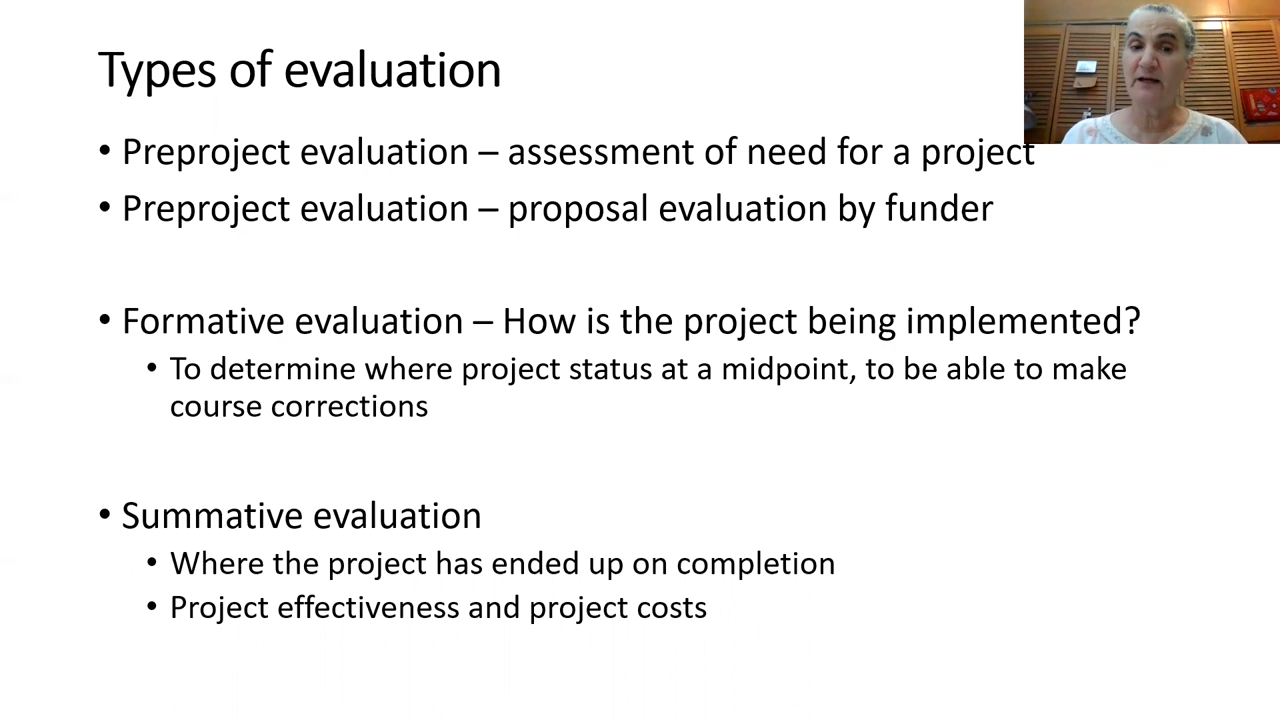 Types of evaluation
• Preproject evaluation – assessment of need for a project
• Preproject evaluation – proposal evaluation by funder
• Formative evaluation – How is the project being implemented?
• To determine where project status at a midpoint, to be able to make
course corrections
• Summative evaluation
• Where the project has ended up on completion
• Project effectiveness and project costs